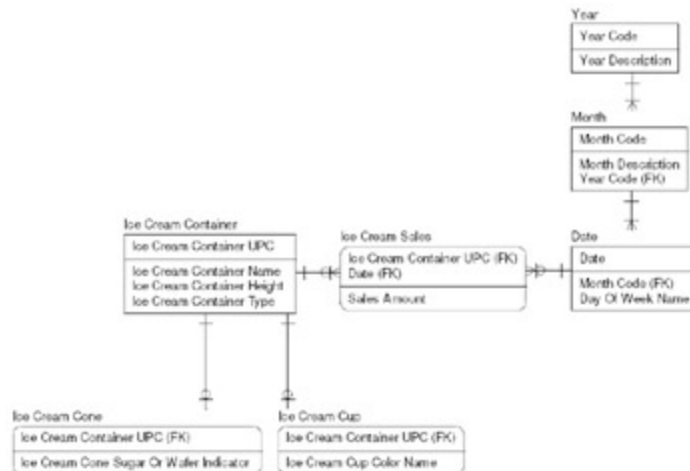 Year
Year Code
Year Description
Month
Month Code
Month Description
Year Code (FK)
Ice Cream Container
Ice Cream Container UPC
Ice Cream Container Name
Ice Cream Container Height
Ice Cream Container Type
Ice Cream Sales
Ice Cream Container UPC (FK)
Date (FK)
Sales Amount
Date
Date
Month Code (FK)
Day Of Week Name
Ice Cream Cone
Ice Cream Container UPC (FK)
Ice Cream Cone Sugar Or Wafer Indicator
Ice Cream Cup
Ice Cream Container UPC (FK)
Ice Cream Cup Color Name